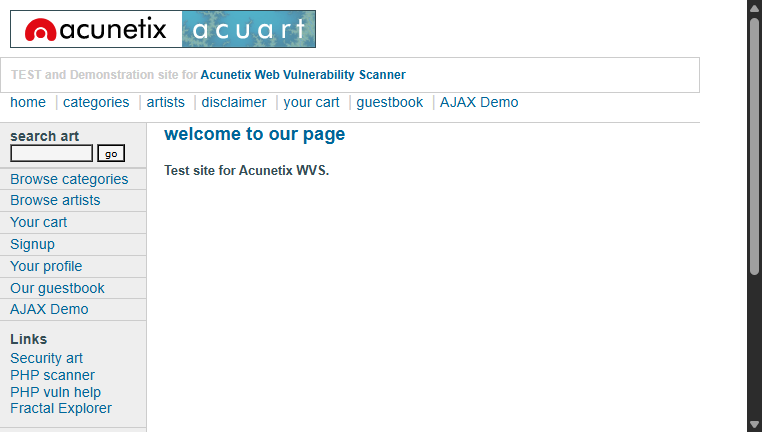 acunetix acuart
TEST and Demonstration site for Acunetix Web Vulnerability Scanner
home | categories | artists | disclaimer | your cart | guestbook | AJAX Demo
search art
go
Browse categories
Browse artists
Your cart
Signup
Your profile
Our guestbook
AJAX Demo
Links
Security art
PHP scanner
PHP vuln help
Fractal Explorer
welcome to our page
Test site for Acunetix WVS.